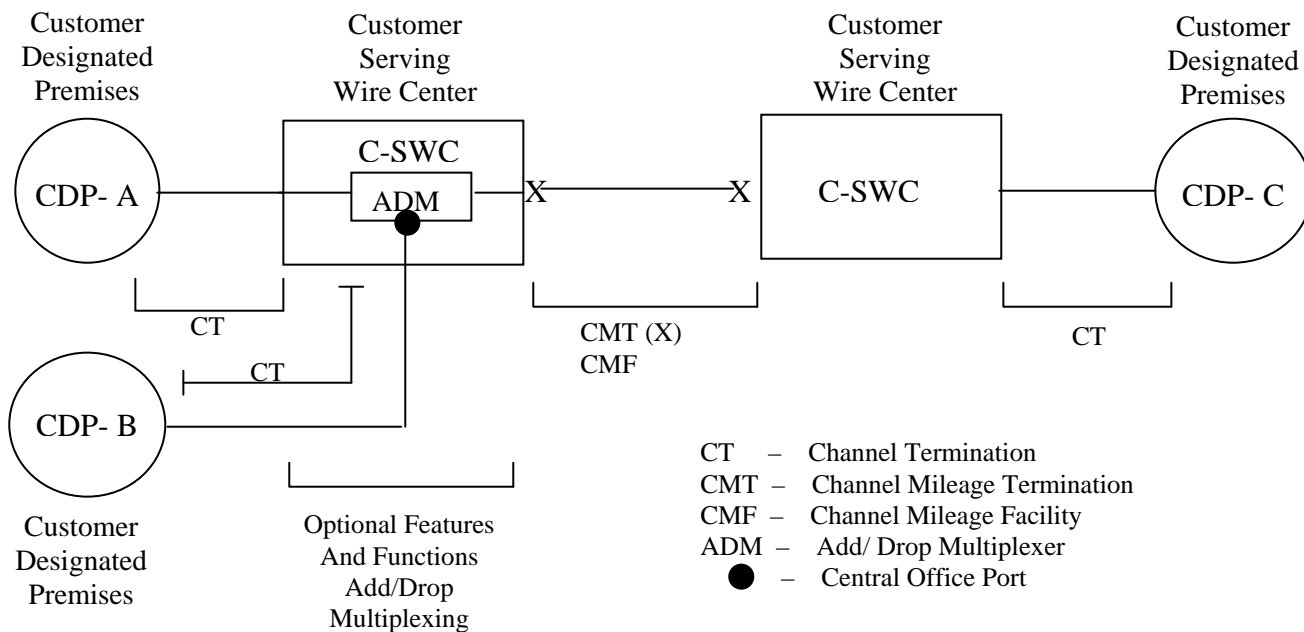 Customer
Designated
Premises
Customer
Serving
Wire Center
Customer
Serving
Wire Center
Customer
Designated
Premises
CDP- A
C-SWC
ADM
X
X
C-SWC
CDP- C
CT
CMT (X)
CMF
CT
CT
CDP- B
Customer
Designated
Premises
Optional Features
And Functions
Add/Drop
Multiplexing
CT – Channel Termination
CMT – Channel Mileage Termination
CMF – Channel Mileage Facility
ADM – Add/ Drop Multiplexer
– Central Office Port